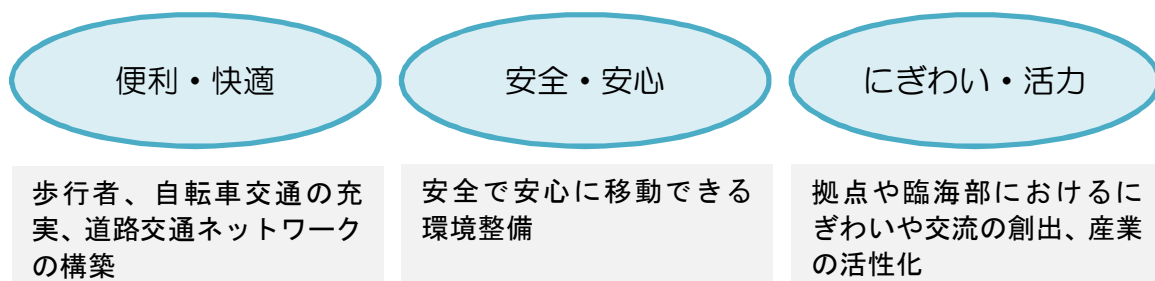 便利・快適
安全・安心
にぎわい・活力
歩行者、自転車交通の充
実、道路交通ネットワーク
の構築
安全で安心に移動できる
環境整備
拠点や臨海部におけるに
ぎわいや交流の創出、産業
の活性化